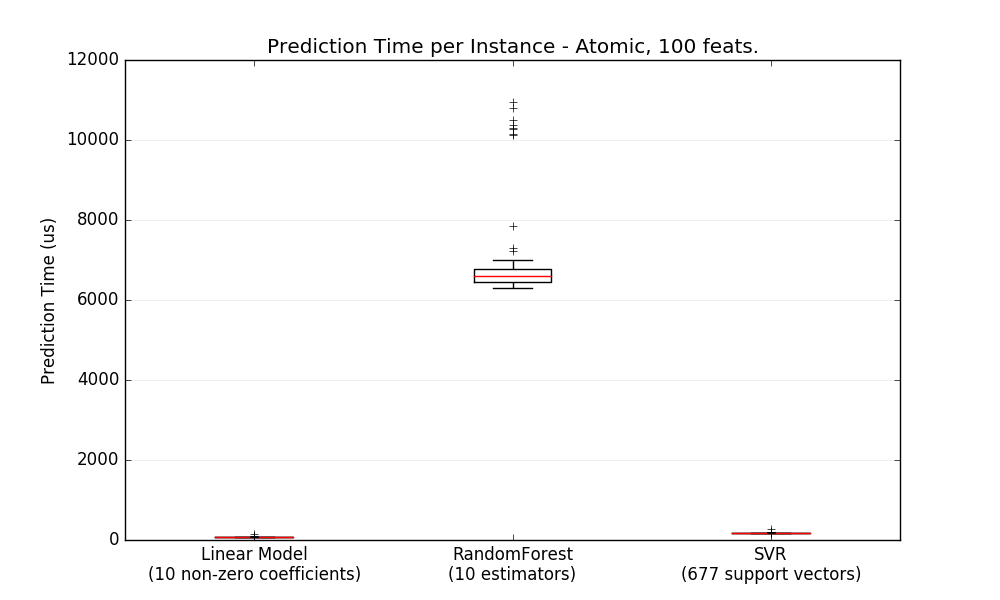 Prediction Time per Instance - Atomic, 100 feats.
12000
10000
8000
6000
4000
2000
0
Prediction Time (us)
Linear Model
(10 non-zero coefficients)
RandomForest
(10 estimators)
SVR
(677 support vectors)